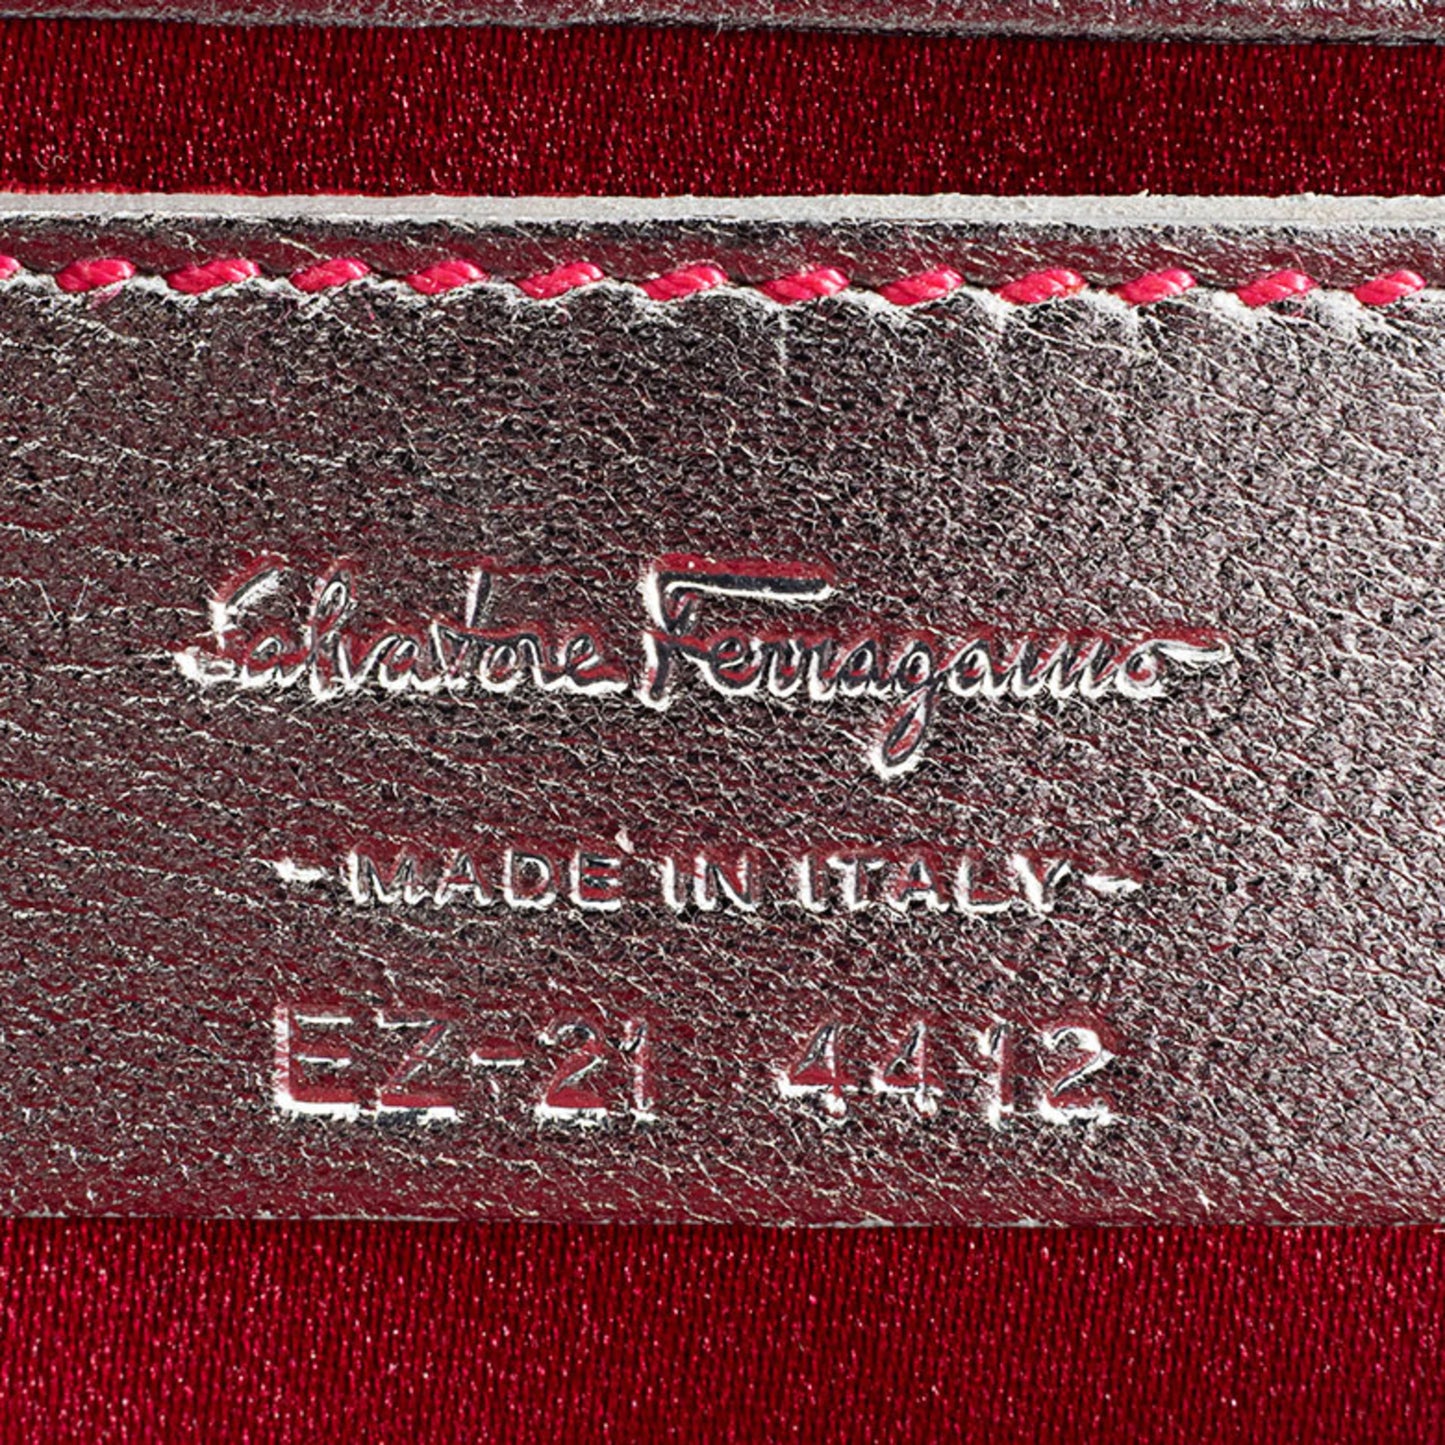 Salvatore Ferragamo
-MADE IN ITALY-
EZ-21 4412